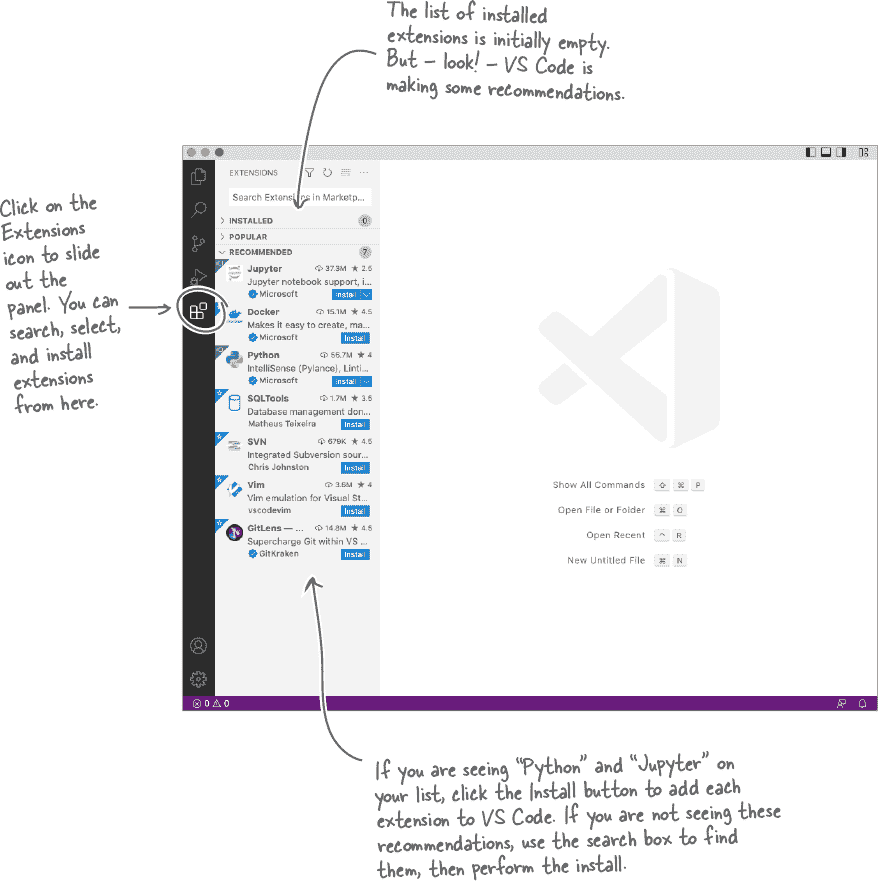 The list of installed
extensions is initially empty.
But – look! – VS Code is
making some recommendations.
Click on the
Extensions
icon to slide
out the
panel. You can
search, select,
and install
extensions
from here.
EXTENSIONS
Search Extensions in Marketp...
INSTALLED 0
POPULAR
RECOMMENDED 7
Jupyter 37.3M ★ 2.5
Jupyter notebook support, i...
Microsoft Install
Docker 15.1M ★ 4.5
Makes it easy to create, ma...
Microsoft Install
Python 56.7M ★ 4
IntelliSense (Pylance), Linti...
Microsoft Install
SQLTools 1.7M ★ 3.5
Database management don...
Matheus Teixeira Install
SVN 679K ★ 4.5
Integrated Subversion sour...
Chris Johnston Install
Vim 3.6M ★ 4
Vim emulation for Visual St...
vscodevim Install
GitLens — ... 14.8M ★ 4.5
Supercharge Git within VS ...
GitKraken Install
Show All Commands ⇧ ⌘ P
Open File or Folder ⌘ O
Open Recent ^ R
New Untitled File ⌘ N
0 0
If you are seeing “Python” and “Jupyter” on
your list, click the Install button to add each
extension to VS Code. If you are not seeing these
recommendations, use the search box to find
them, then perform the install.